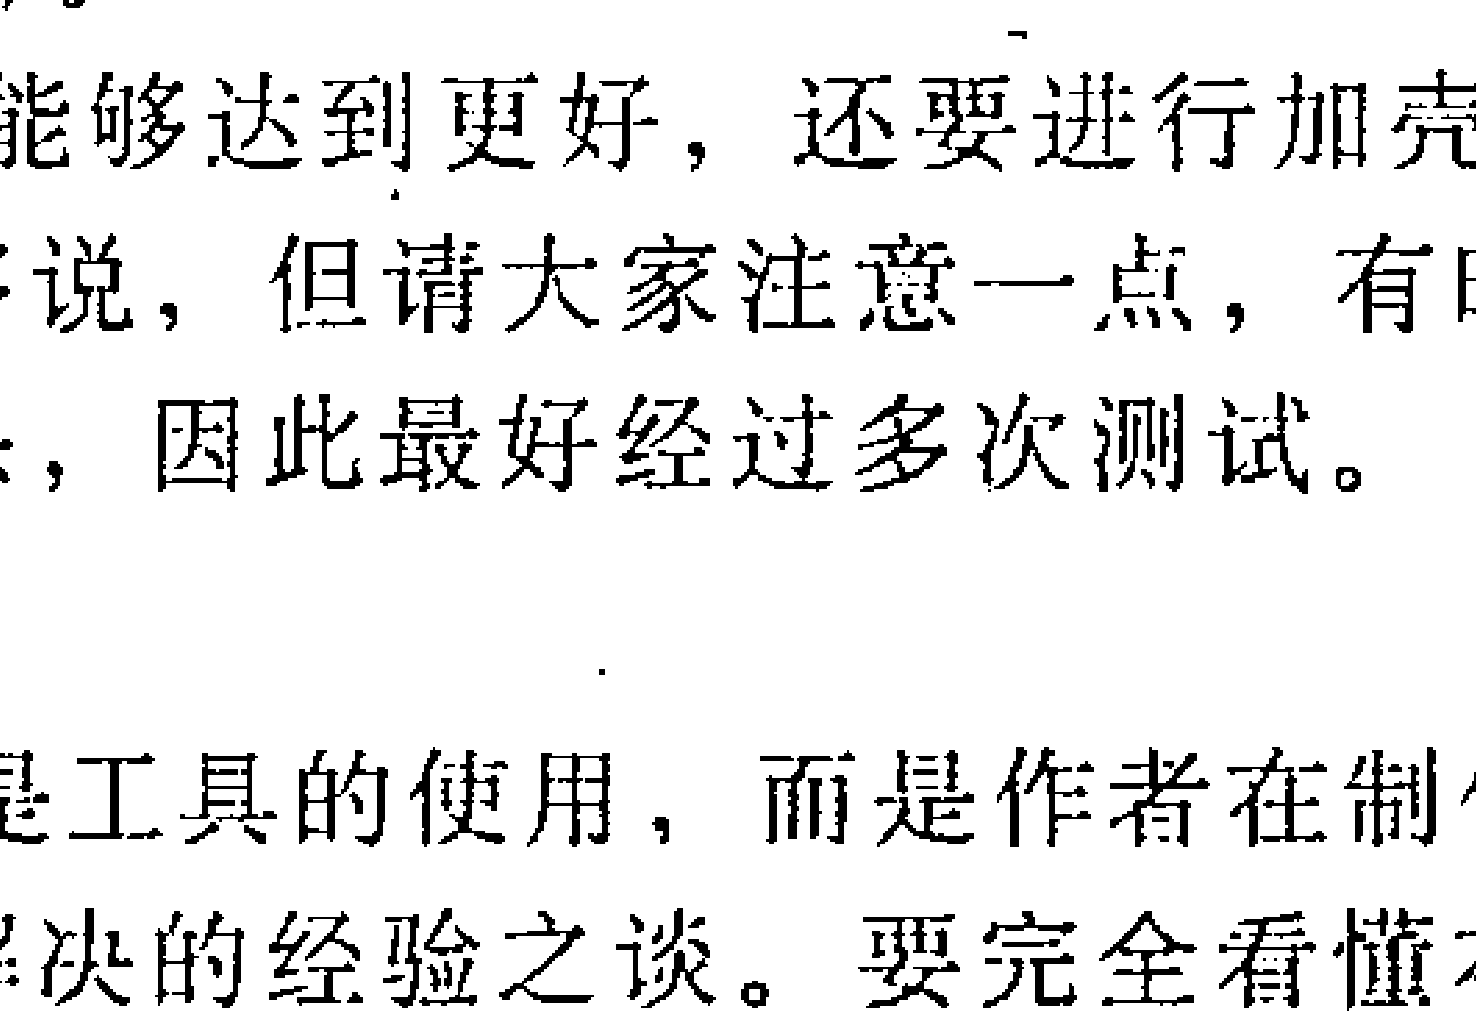 能够达到更好，还要进行加壳
说，但请大家注意一点，有
，因此最好经过多次测试。
是工具的使用，而是作者在制
决的经验之谈。要完全看懂